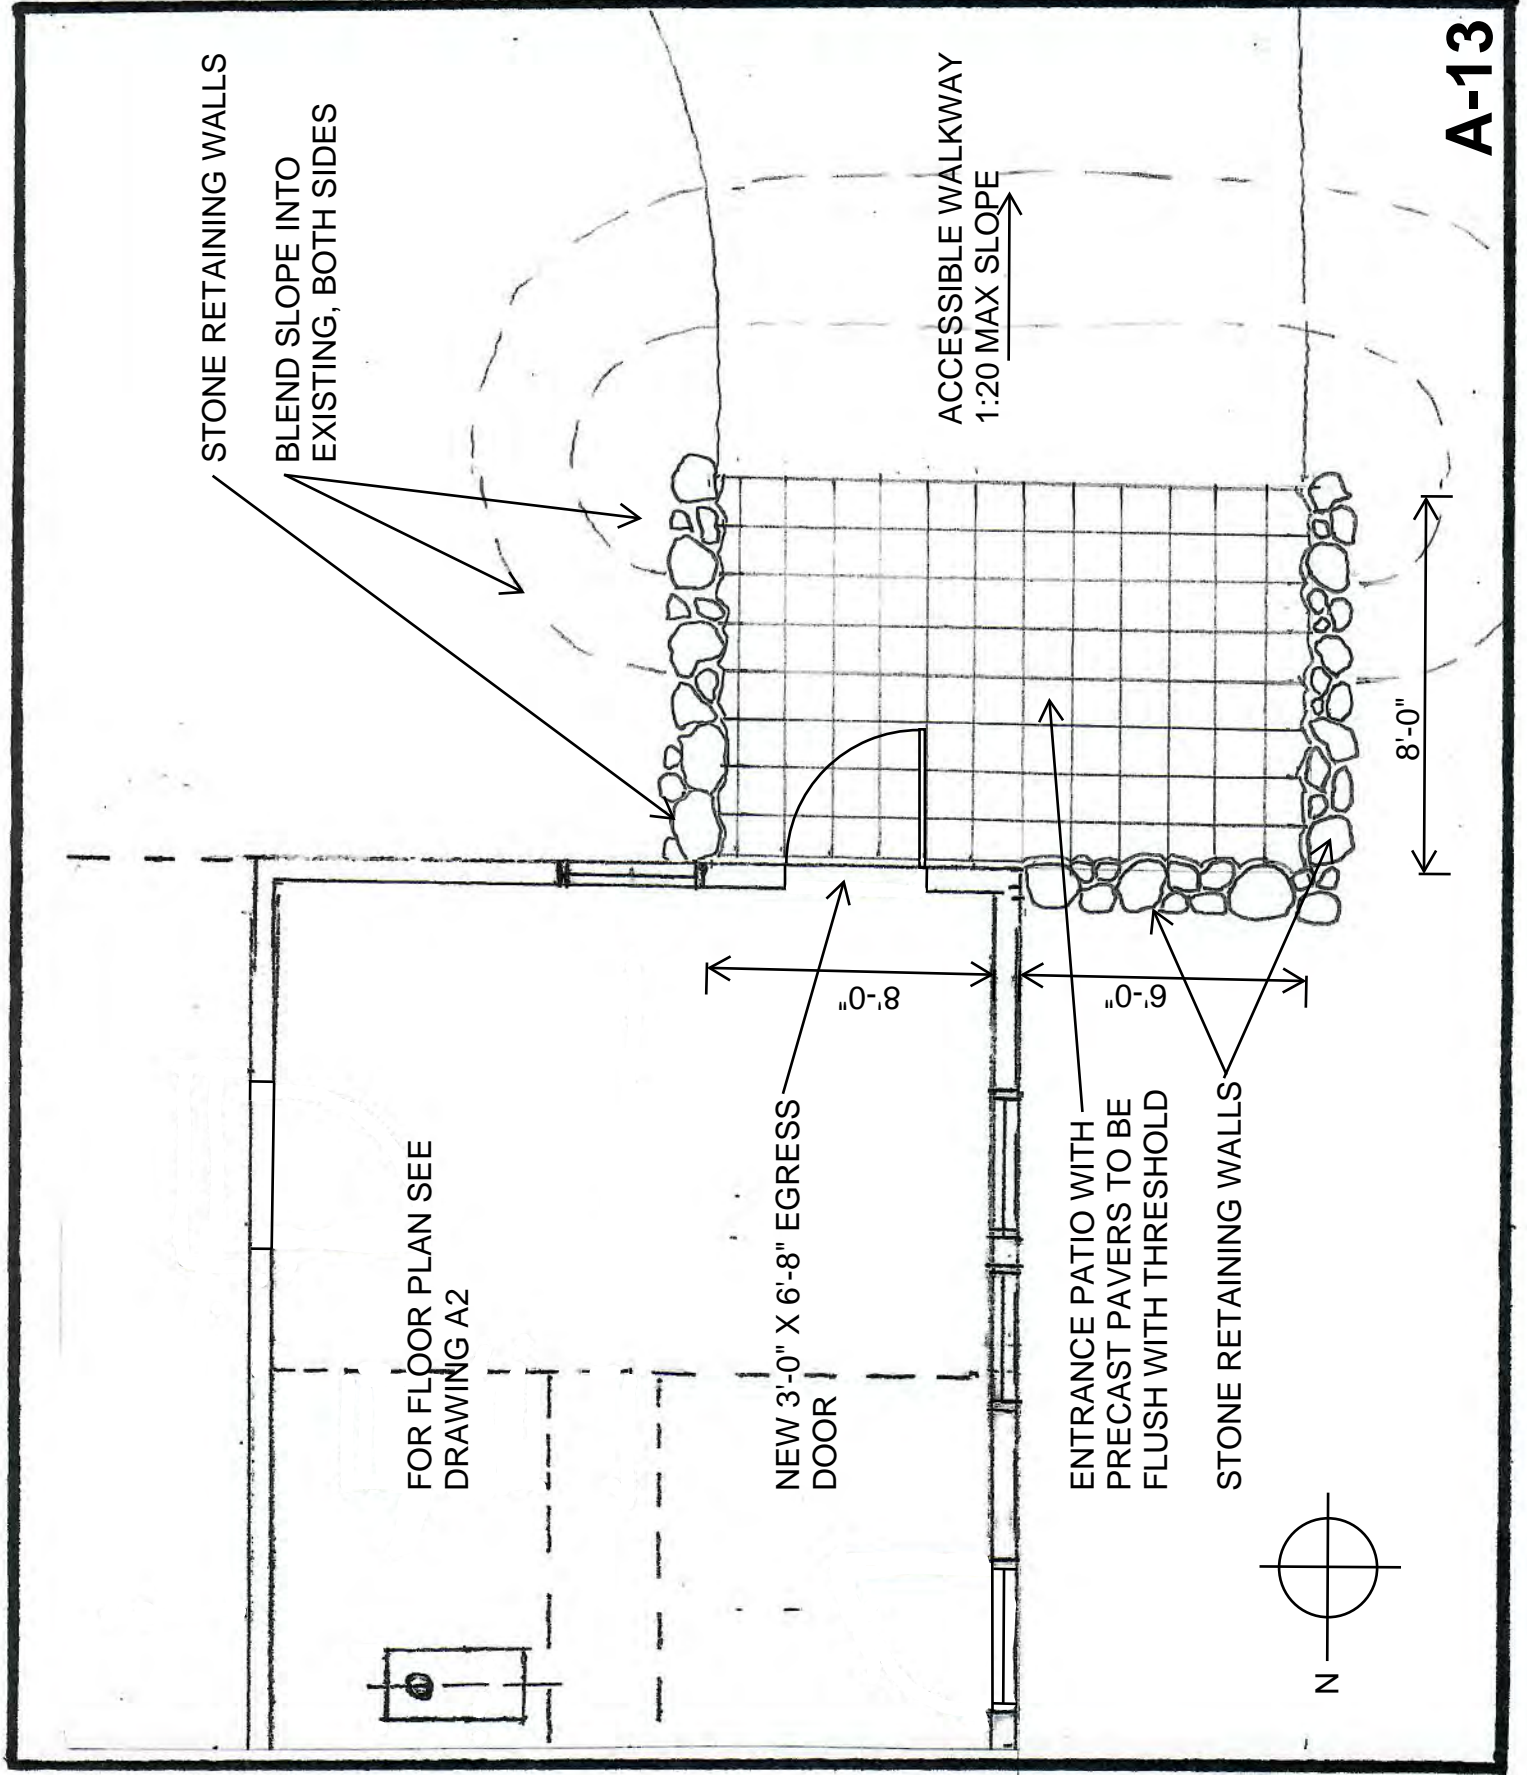 STONE RETAINING WALLS
BLEND SLOPE INTO
EXISTING, BOTH SIDES
ACCESSIBLE WALKWAY
1:20 MAX SLOPE
A-13
8'-0"
8'-0"
6'-0"
FOR FLOOR PLAN SEE
DRAWING A2
NEW 3'-0" X 6'-8" EGRESS
DOOR
ENTRANCE PATIO WITH
PRECAST PAVERS TO BE
FLUSH WITH THRESHOLD
STONE RETAINING WALLS
N